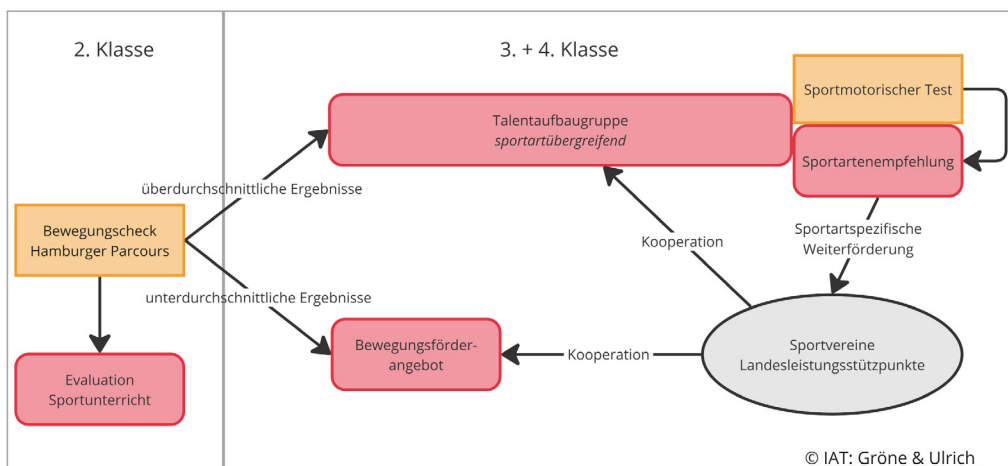 2. Klasse
3. + 4. Klasse
Sportmotorischer Test
Talentaufbaugruppe
sportartübergreifend
Sportartenempfehlung
überdurchschnittliche Ergebnisse
Bewegungscheck
Hamburger Parcours
Kooperation
Sportartspezifische
Weiterförderung
unterdurchschnittliche Ergebnisse
Bewegungsförder-
angebot
Kooperation
Sportvereine
Landesleistungsstützpunkte
Evaluation
Sportunterricht
© IAT: Gröne & Ulrich